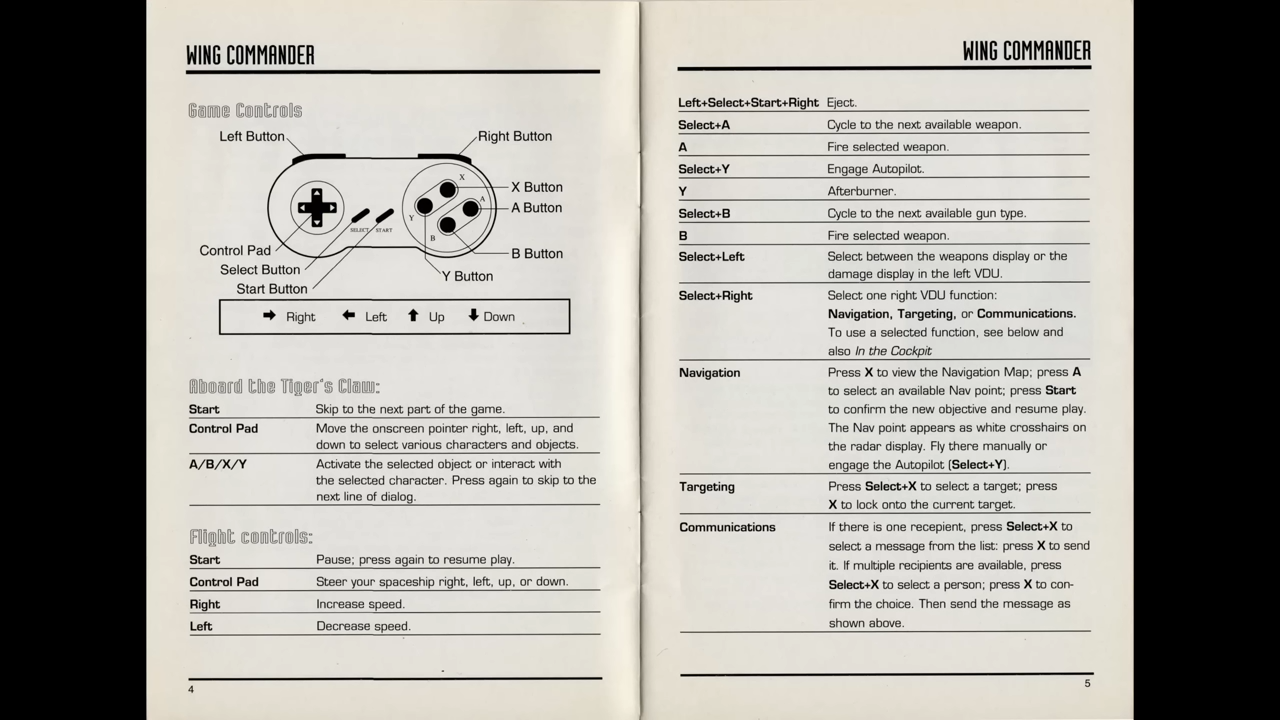 WING COMMANDER
Game Controls
Left Button
Right Button
X
X Button
A
A Button
Y
SELECT START
B
Control Pad
B Button
Select Button
Y Button
Start Button
Right Left Up Down
Aboard the Tiger's Claw:
Start Skip to the next part of the game.
Control Pad Move the onscreen pointer right, left, up, and
down to select various characters and objects.
A/B/X/Y Activate the selected object or interact with
the selected character. Press again to skip to the
next line of dialog.
Flight controls:
Start Pause; press again to resume play.
Control Pad Steer your spaceship right, left, up, or down.
Right Increase speed.
Left Decrease speed.
4
WING COMMANDER
Left+Select+Start+Right Eject.
Select+A Cycle to the next available weapon.
A Fire selected weapon.
Select+Y Engage Autopilot.
Y Afterburner.
Select+B Cycle to the next available gun type.
B Fire selected weapon.
Select+Left Select between the weapons display or the
damage display in the left VDU.
Select+Right Select one right VDU function:
Navigation, Targeting, or Communications.
To use a selected function, see below and
also In the Cockpit
Navigation Press X to view the Navigation Map; press A
to select an available Nav point; press Start
to confirm the new objective and resume play.
The Nav point appears as white crosshairs on
the radar display. Fly there manually or
engage the Autopilot (Select+Y).
Targeting Press Select+X to select a target; press
X to lock onto the current target.
Communications If there is one recepient, press Select+X to
select a message from the list: press X to send
it. If multiple recipients are available, press
Select+X to select a person; press X to con-
firm the choice. Then send the message as
shown above.
5